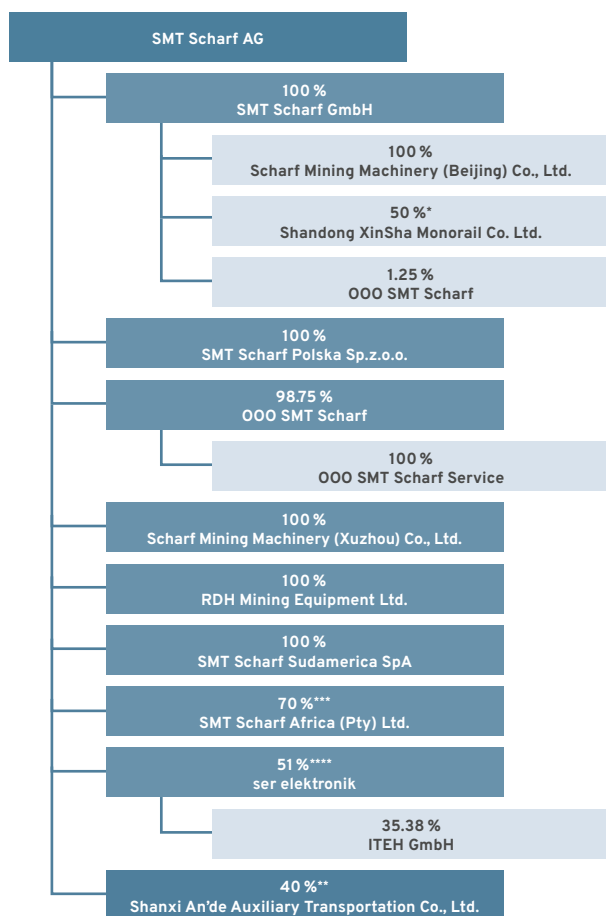 SMT Scharf AG
100 %
SMT Scharf GmbH
100 %
Scharf Mining Machinery (Beijing) Co., Ltd.
50 %*
Shandong XinSha Monorail Co. Ltd.
1.25 %
OOO SMT Scharf
100 %
SMT Scharf Polska Sp.z.o.o.
98.75 %
OOO SMT Scharf
100 %
OOO SMT Scharf Service
100 %
Scharf Mining Machinery (Xuzhou) Co., Ltd.
100 %
RDH Mining Equipment Ltd.
100 %
SMT Scharf Sudamerica SpA
70 %***
SMT Scharf Africa (Pty) Ltd.
51 %****
ser elektronik
35.38 %
ITEH GmbH
40 %**
Shanxi An'de Auxiliary Transportation Co., Ltd.